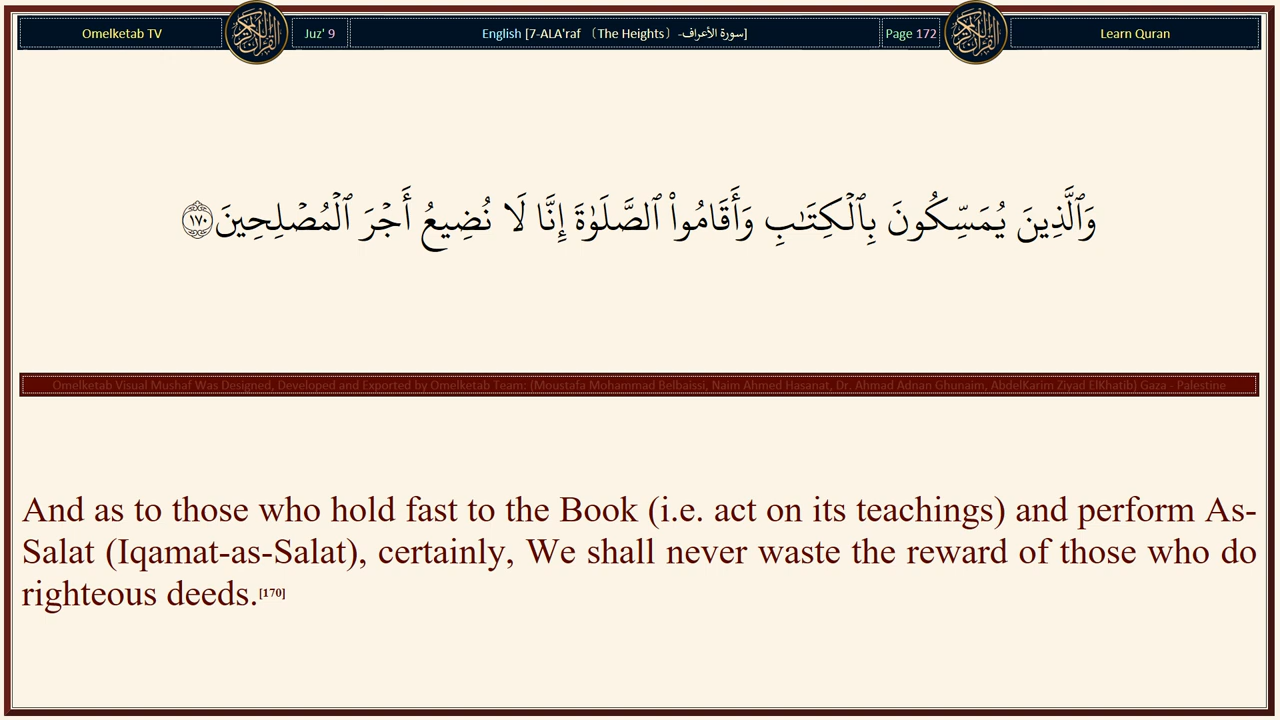 Omelketab TV
Juz' 9
English [7-ALA'raf （The Heights）-سورة الأعراف]
Page 172
Learn Quran
وَٱلَّذِينَ يُمَسِّكُونَ بِٱلۡكِتَٰبِ وَأَقَامُواْ ٱلصَّلَوٰةَ إِنَّا لَا نُضِيعُ أَجۡرَ ٱلۡمُصۡلِحِينَ ١٧٠
Omelketab Visual Mushaf Was Designed, Developed and Exported by Omelketab Team: (Moustafa Mohammad Belbaissi, Naim Ahmed Hasanat, Dr. Ahmad Adnan Ghunaim, AbdelKarim Ziyad ElKhatib) Gaza - Palestine
And as to those who hold fast to the Book (i.e. act on its teachings) and perform As-
Salat (Iqamat-as-Salat), certainly, We shall never waste the reward of those who do
righteous deeds.[170]